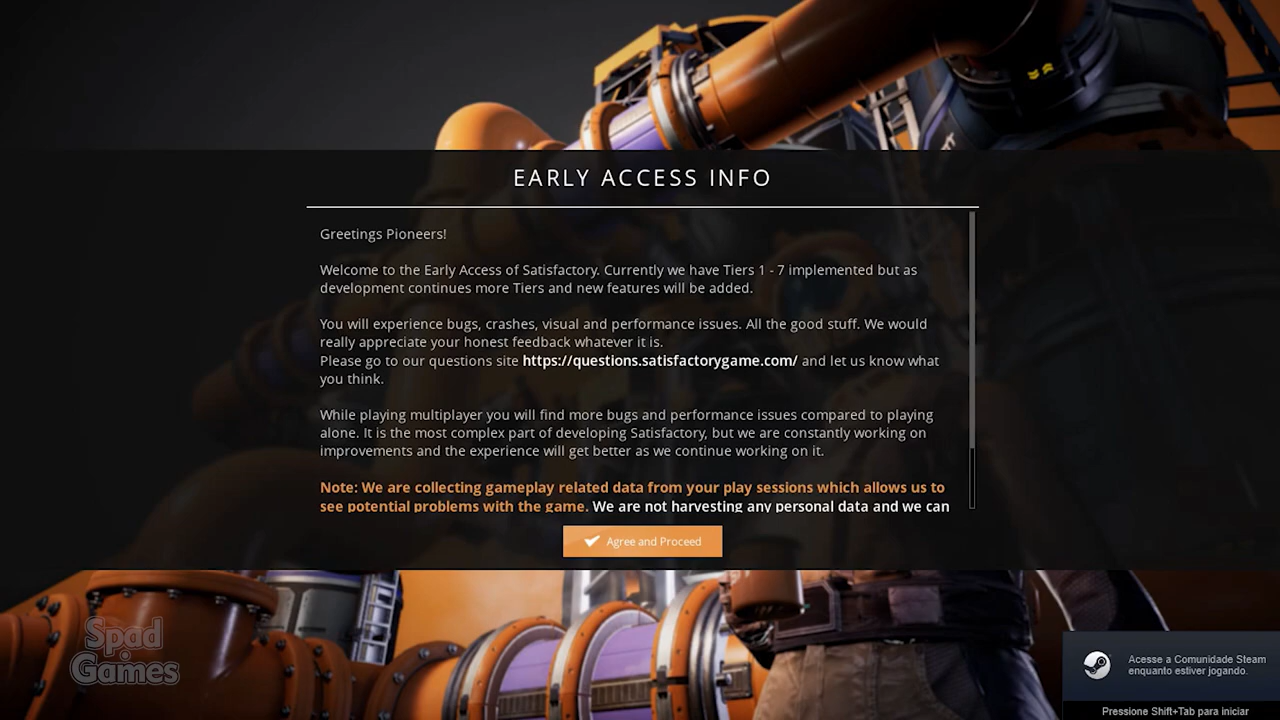 EARLY ACCESS INFO
Greetings Pioneers!
Welcome to the Early Access of Satisfactory. Currently we have Tiers 1 - 7 implemented but as
development continues more Tiers and new features will be added.
You will experience bugs, crashes, visual and performance issues. All the good stuff. We would
really appreciate your honest feedback whatever it is.
Please go to our questions site https://questions.satisfactorygame.com/ and let us know what
you think.
While playing multiplayer you will find more bugs and performance issues compared to playing
alone. It is the most complex part of developing Satisfactory, but we are constantly working on
improvements and the experience will get better as we continue working on it.
Note: We are collecting gameplay related data from your play sessions which allows us to
see potential problems with the game. We are not harvesting any personal data and we can
Agree and Proceed
Spad
Games
Acesse a Comunidade Steam
enquanto estiver jogando.
Pressione Shift+Tab para iniciar